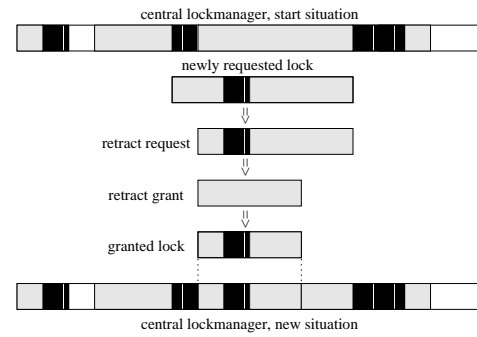 central lockmanager, start situation
newly requested lock
retract request
retract grant
granted lock
central lockmanager, new situation